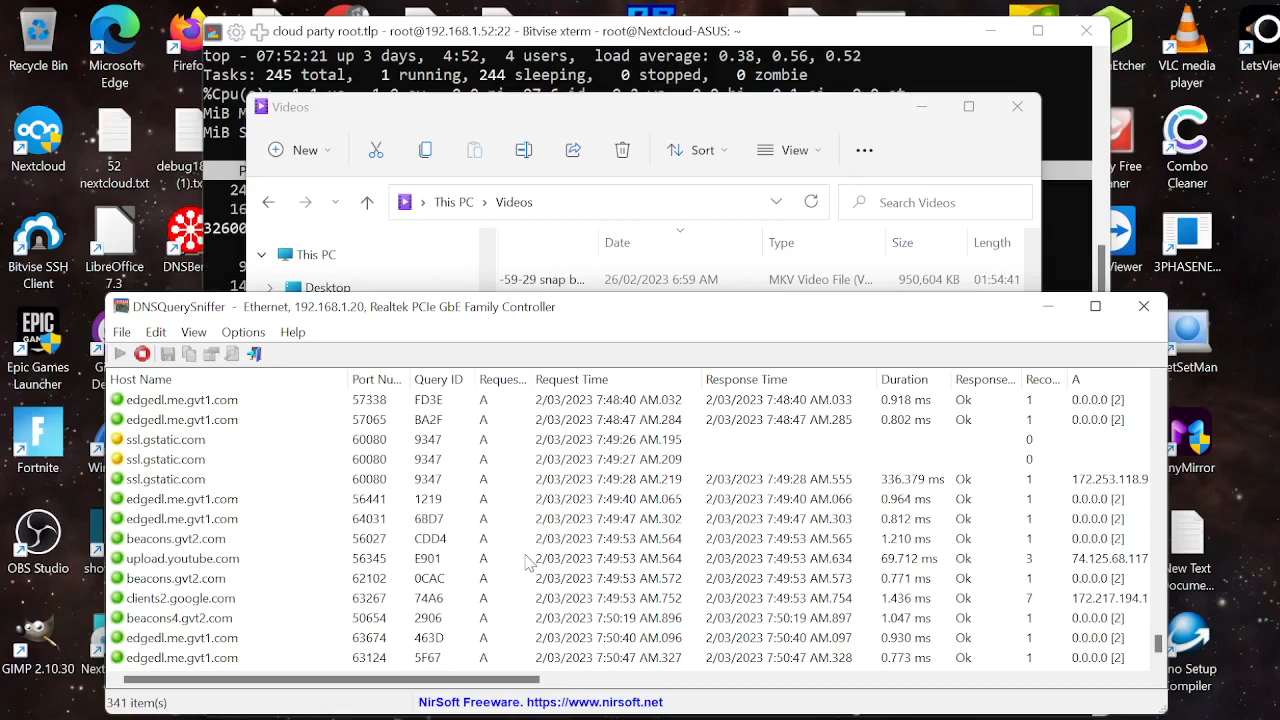 cloud party root.tlp - root@192.168.1.52:22 - Bitvise xterm - root@Nextcloud-ASUS: ~
top - 07:52:21 up 3 days, 4:52, 4 users, load average: 0.38, 0.56, 0.52
Tasks: 245 total, 1 running, 244 sleeping, 0 stopped, 0 zombie
%Cpu(s):
MiB M
MiB S
P
24
16
32600
Recycle Bin
Microsoft Edge
Firefo
Nextcloud
52 nextcloud.txt
debug18 (1).txt
Bitvise SSH Client
LibreOffice 7.3
DNSBen
Epic Games Launcher
Fortnite
OBS Studio
GIMP 2.10.30
Etcher
VLC media player
LetsView
Combo Cleaner
3PHASENE...
New Text Docume...
Videos
New
Sort
View
This PC
Videos
Search Videos
Date
Type
Size
Length
This PC
Desktop
-59-29 snap b...
26/02/2023 6:59 AM
MKV Video File (V...
950,604 KB
01:54:41
DNSQuerySniffer - Ethernet, 192.168.1.20, Realtek PCIe GbE Family Controller
File Edit View Options Help
Host Name Port Nu... Query ID Reques... Request Time Response Time Duration Response... Reco... A
edgedl.me.gvt1.com 57338 FD3E A 2/03/2023 7:48:40 AM.032 2/03/2023 7:48:40 AM.033 0.918 ms Ok 1 0.0.0.0 [2]
edgedl.me.gvt1.com 57065 BA2F A 2/03/2023 7:48:47 AM.284 2/03/2023 7:48:47 AM.285 0.802 ms Ok 1 0.0.0.0 [2]
ssl.gstatic.com 60080 9347 A 2/03/2023 7:49:26 AM.195 0
ssl.gstatic.com 60080 9347 A 2/03/2023 7:49:27 AM.209 0
ssl.gstatic.com 60080 9347 A 2/03/2023 7:49:28 AM.219 2/03/2023 7:49:28 AM.555 336.379 ms Ok 1 172.253.118.9
edgedl.me.gvt1.com 56441 1219 A 2/03/2023 7:49:40 AM.065 2/03/2023 7:49:40 AM.066 0.964 ms Ok 1 0.0.0.0 [2]
edgedl.me.gvt1.com 64031 6BD7 A 2/03/2023 7:49:47 AM.302 2/03/2023 7:49:47 AM.303 0.812 ms Ok 1 0.0.0.0 [2]
beacons.gvt2.com 56027 CDD4 A 2/03/2023 7:49:53 AM.564 2/03/2023 7:49:53 AM.565 1.210 ms Ok 1 0.0.0.0 [2]
upload.youtube.com 56345 E901 A 2/03/2023 7:49:53 AM.564 2/03/2023 7:49:53 AM.634 69.712 ms Ok 3 74.125.68.117
beacons.gvt2.com 62102 0CAC A 2/03/2023 7:49:53 AM.572 2/03/2023 7:49:53 AM.573 0.771 ms Ok 1 0.0.0.0 [2]
clients2.google.com 63267 74A6 A 2/03/2023 7:49:53 AM.752 2/03/2023 7:49:53 AM.754 1.436 ms Ok 7 172.217.194.1
beacons4.gvt2.com 50654 2906 A 2/03/2023 7:50:19 AM.896 2/03/2023 7:50:19 AM.897 1.047 ms Ok 1 0.0.0.0 [2]
edgedl.me.gvt1.com 63674 463D A 2/03/2023 7:50:40 AM.096 2/03/2023 7:50:40 AM.097 0.930 ms Ok 1 0.0.0.0 [2]
edgedl.me.gvt1.com 63124 5F67 A 2/03/2023 7:50:47 AM.327 2/03/2023 7:50:47 AM.328 0.773 ms Ok 1 0.0.0.0 [2]
341 item(s)
NirSoft Freeware. https://www.nirsoft.net